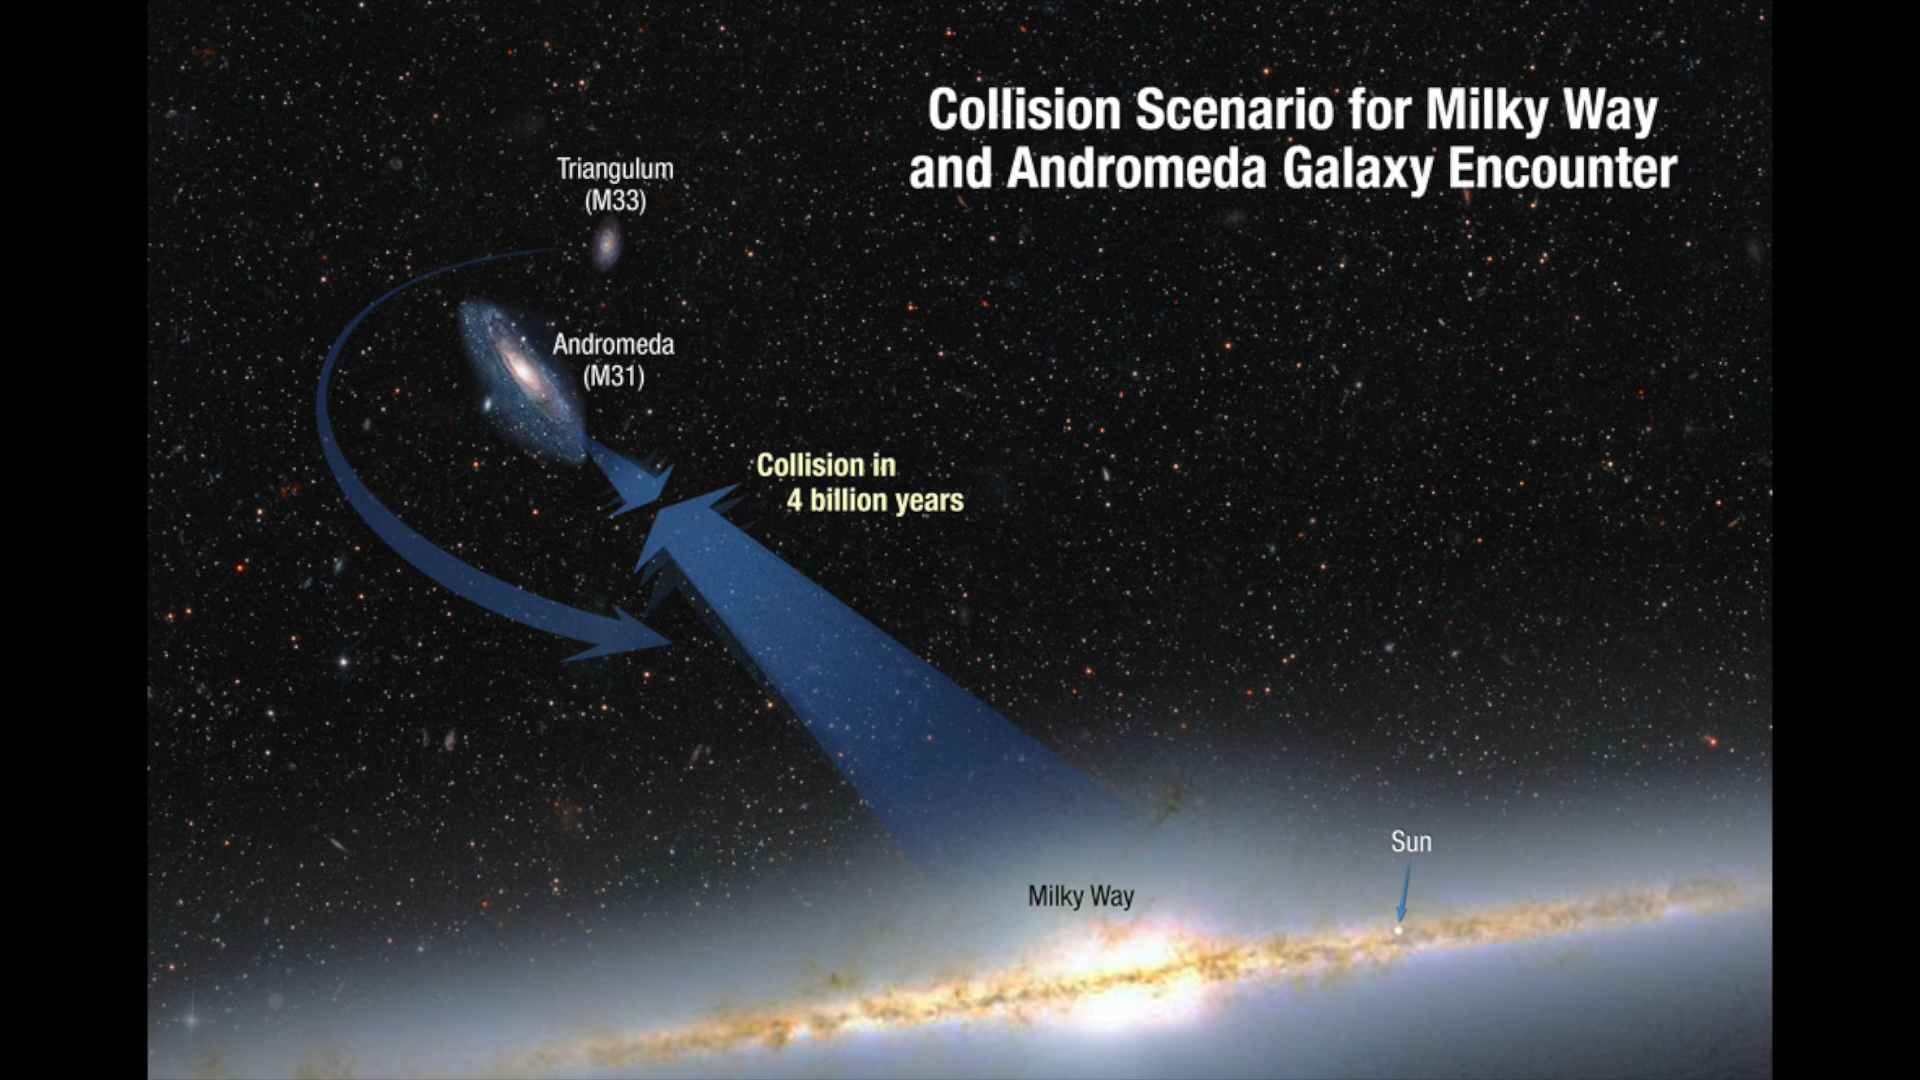 Collision Scenario for Milky Way
and Andromeda Galaxy Encounter
Triangulum
(M33)
Andromeda
(M31)
Collision in
4 billion years
Sun
Milky Way